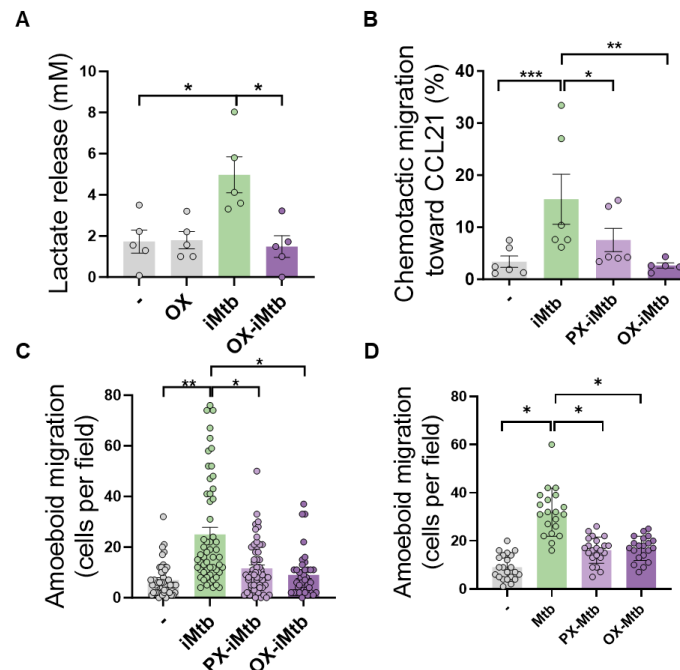 A
Lactate release (mM)
10
8
6
4
2
0
*
*
-
OX
iMtb
OX-iMtb
B
Chemotactic migration
toward CCL21 (%)
40
30
20
10
0
***
*
**
-
iMtb
PX-iMtb
OX-iMtb
C
Amoeboid migration
(cells per field)
80
60
40
20
0
**
*
*
-
iMtb
PX-iMtb
OX-iMtb
D
Amoeboid migration
(cells per field)
80
60
40
20
0
*
*
*
-
Mtb
PX-Mtb
OX-Mtb